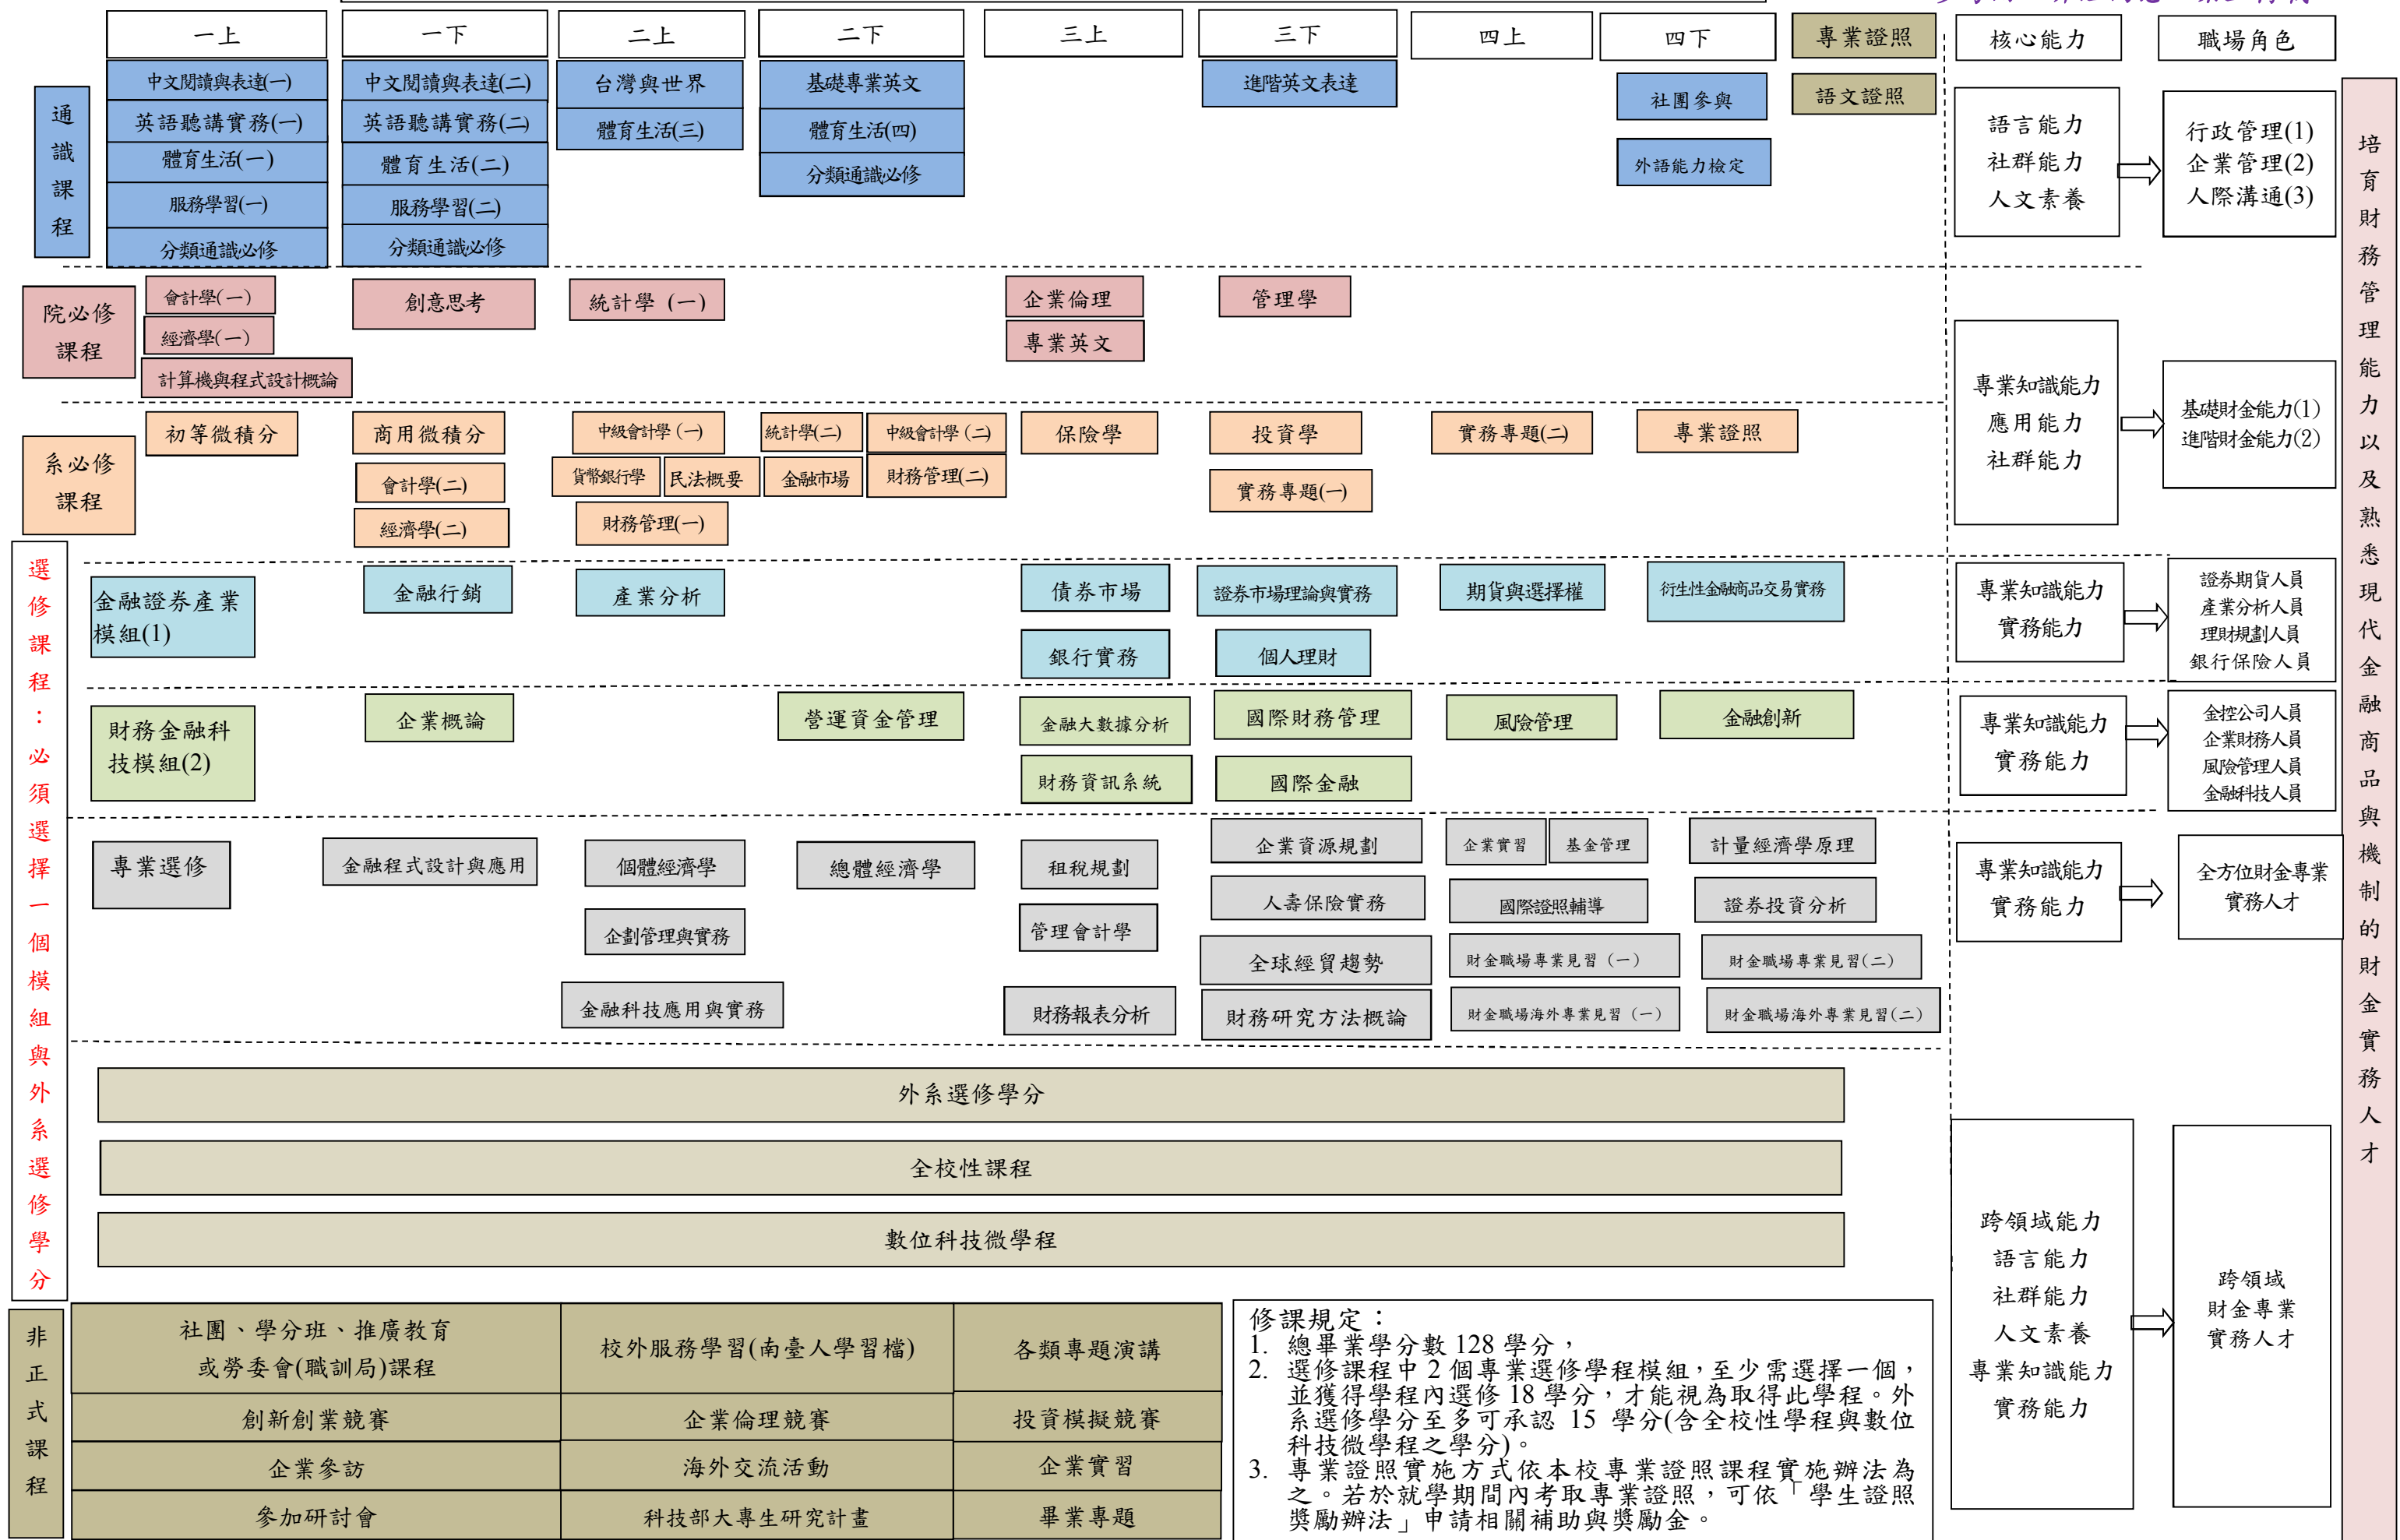 一上
一下
二上
二下
三上
三下
四上
四下
專業證照
核心能力
職場角色
通識課程
中文閱讀與表達(一)
中文閱讀與表達(二)
台灣與世界
基礎專業英文
進階英文表達
社團參與
語文證照
英語聽講實務(一)
英語聽講實務(二)
體育生活(三)
體育生活(四)
外語能力檢定
體育生活(一)
體育生活(二)
分類通識必修
服務學習(一)
服務學習(二)
分類通識必修
分類通識必修
語言能力
社群能力
人文素養
行政管理(1)
企業管理(2)
人際溝通(3)
院必修
課程
會計學(一)
創意思考
統計學 (一)
企業倫理
管理學
經濟學(一)
專業英文
計算機與程式設計概論
系必修
課程
初等微積分
商用微積分
中級會計學 (一)
統計學(二)
中級會計學 (二)
保險學
投資學
實務專題(二)
專業證照
會計學(二)
貨幣銀行學
民法概要
金融市場
財務管理(二)
實務專題(一)
經濟學(二)
財務管理(一)
專業知識能力
應用能力
社群能力
基礎財金能力(1)
進階財金能力(2)
選修課程：必須選擇一個模組與外系選修學分
金融證券產業
模組(1)
金融行銷
產業分析
債券市場
證券市場理論與實務
期貨與選擇權
衍生性金融商品交易實務
銀行實務
個人理財
專業知識能力
實務能力
證券期貨人員
產業分析人員
理財規劃人員
銀行保險人員
財務金融科
技模組(2)
企業概論
營運資金管理
金融大數據分析
國際財務管理
風險管理
金融創新
財務資訊系統
國際金融
專業知識能力
實務能力
金控公司人員
企業財務人員
風險管理人員
金融科技人員
專業選修
金融程式設計與應用
個體經濟學
總體經濟學
租稅規劃
企業資源規劃
企業實習
基金管理
計量經濟學原理
企劃管理與實務
管理會計學
人壽保險實務
國際證照輔導
證券投資分析
全球經貿趨勢
財金職場專業見習 (一)
財金職場專業見習(二)
金融科技應用與實務
財務報表分析
財務研究方法概論
財金職場海外專業見習 (一)
財金職場海外專業見習(二)
專業知識能力
實務能力
全方位財金專業
實務人才
外系選修學分
全校性課程
數位科技微學程
跨領域能力
語言能力
社群能力
人文素養
專業知識能力
實務能力
跨領域
財金專業
實務人才
培育財務管理能力以及熟悉現代金融商品與機制的財金實務人才
非正式課程
社團、學分班、推廣教育
或勞委會(職訓局)課程
校外服務學習(南臺人學習檔)
各類專題演講
創新創業競賽
企業倫理競賽
投資模擬競賽
企業參訪
海外交流活動
企業實習
參加研討會
科技部大專生研究計畫
畢業專題
修課規定：
1. 總畢業學分數 128 學分，
2. 選修課程中 2 個專業選修學程模組，至少需選擇一個，
並獲得學程內選修 18 學分，才能視為取得此學程。外
系選修學分至多可承認 15 學分(含全校性學程與數位
科技微學程之學分)。
3. 專業證照實施方式依本校專業證照課程實施辦法為
之。若於就學期間內考取專業證照，可依「學生證照
獎勵辦法」申請相關補助與獎勵金。